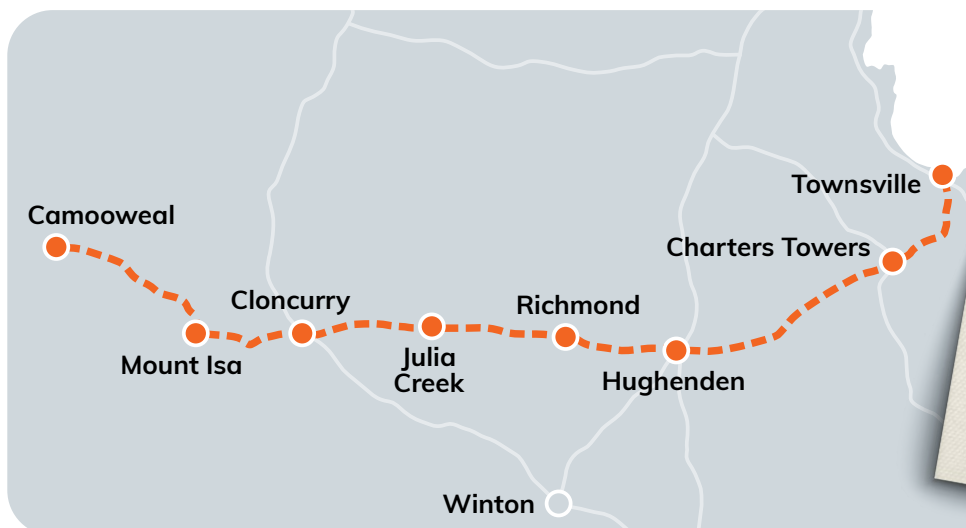 Townsville
Camooweal
Charters Towers
Cloncurry
Richmond
Mount Isa
Julia
Creek
Hughenden
Winton